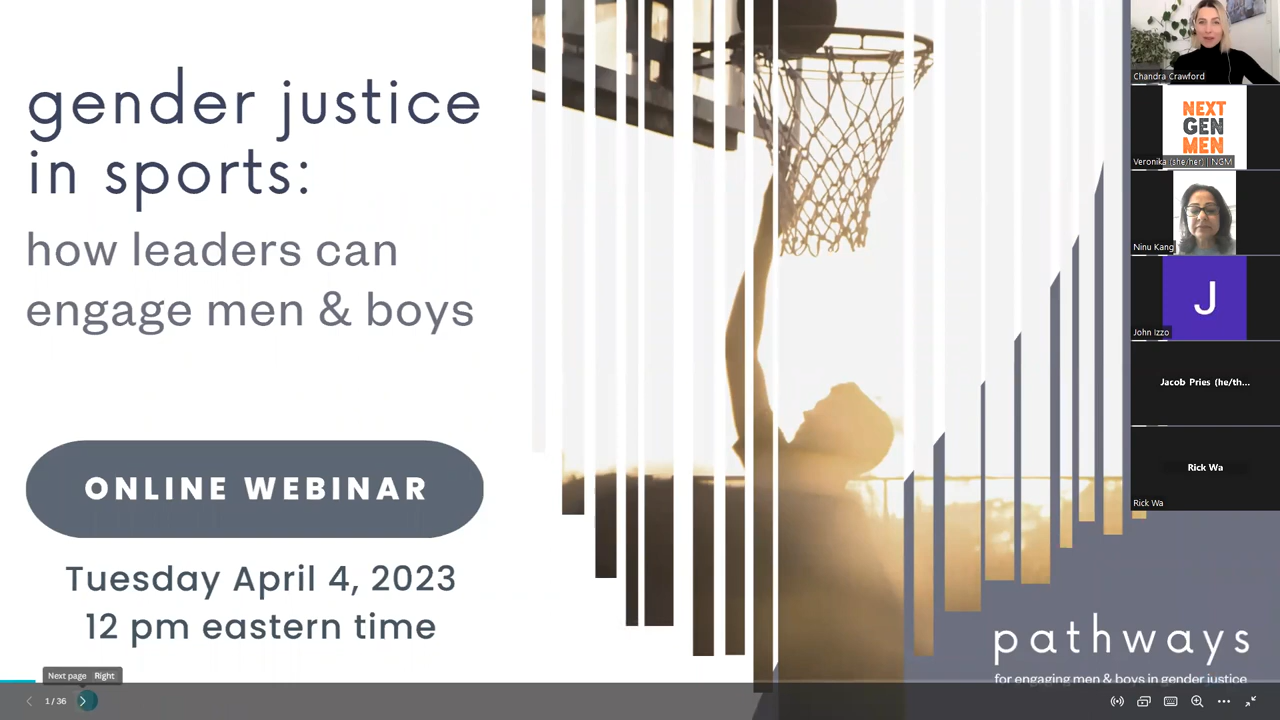 gender justice
in sports:
how leaders can
engage men & boys
ONLINE WEBINAR
Tuesday April 4, 2023
12 pm eastern time
pathways
for engaging men & boys in gender justice
Chandra Crawford
NEXT
GEN
MEN
Veronika (she/her) | NGM
Ninu Kang
J
John Izzo
Jacob Pries (he/th...
Rick Wa
Rick Wa
Next page Right
1 / 36